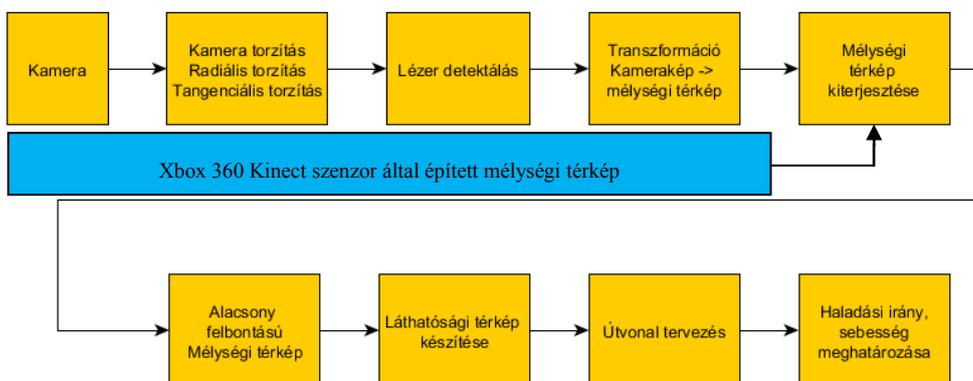 Kamera
Kamera torzítás
Radiális torzítás
Tangenciális torzítás
Lézer detektálás
Transzformáció
Kamerakép ->
mélységi térkép
Mélységi
térkép
kiterjesztése
Xbox 360 Kinect szenzor által épített mélységi térkép
Alacsony
felbontású
Mélységi térkép
Láthatósági térkép
készítése
Útvonal tervezés
Haladási irány,
sebesség
meghatározása